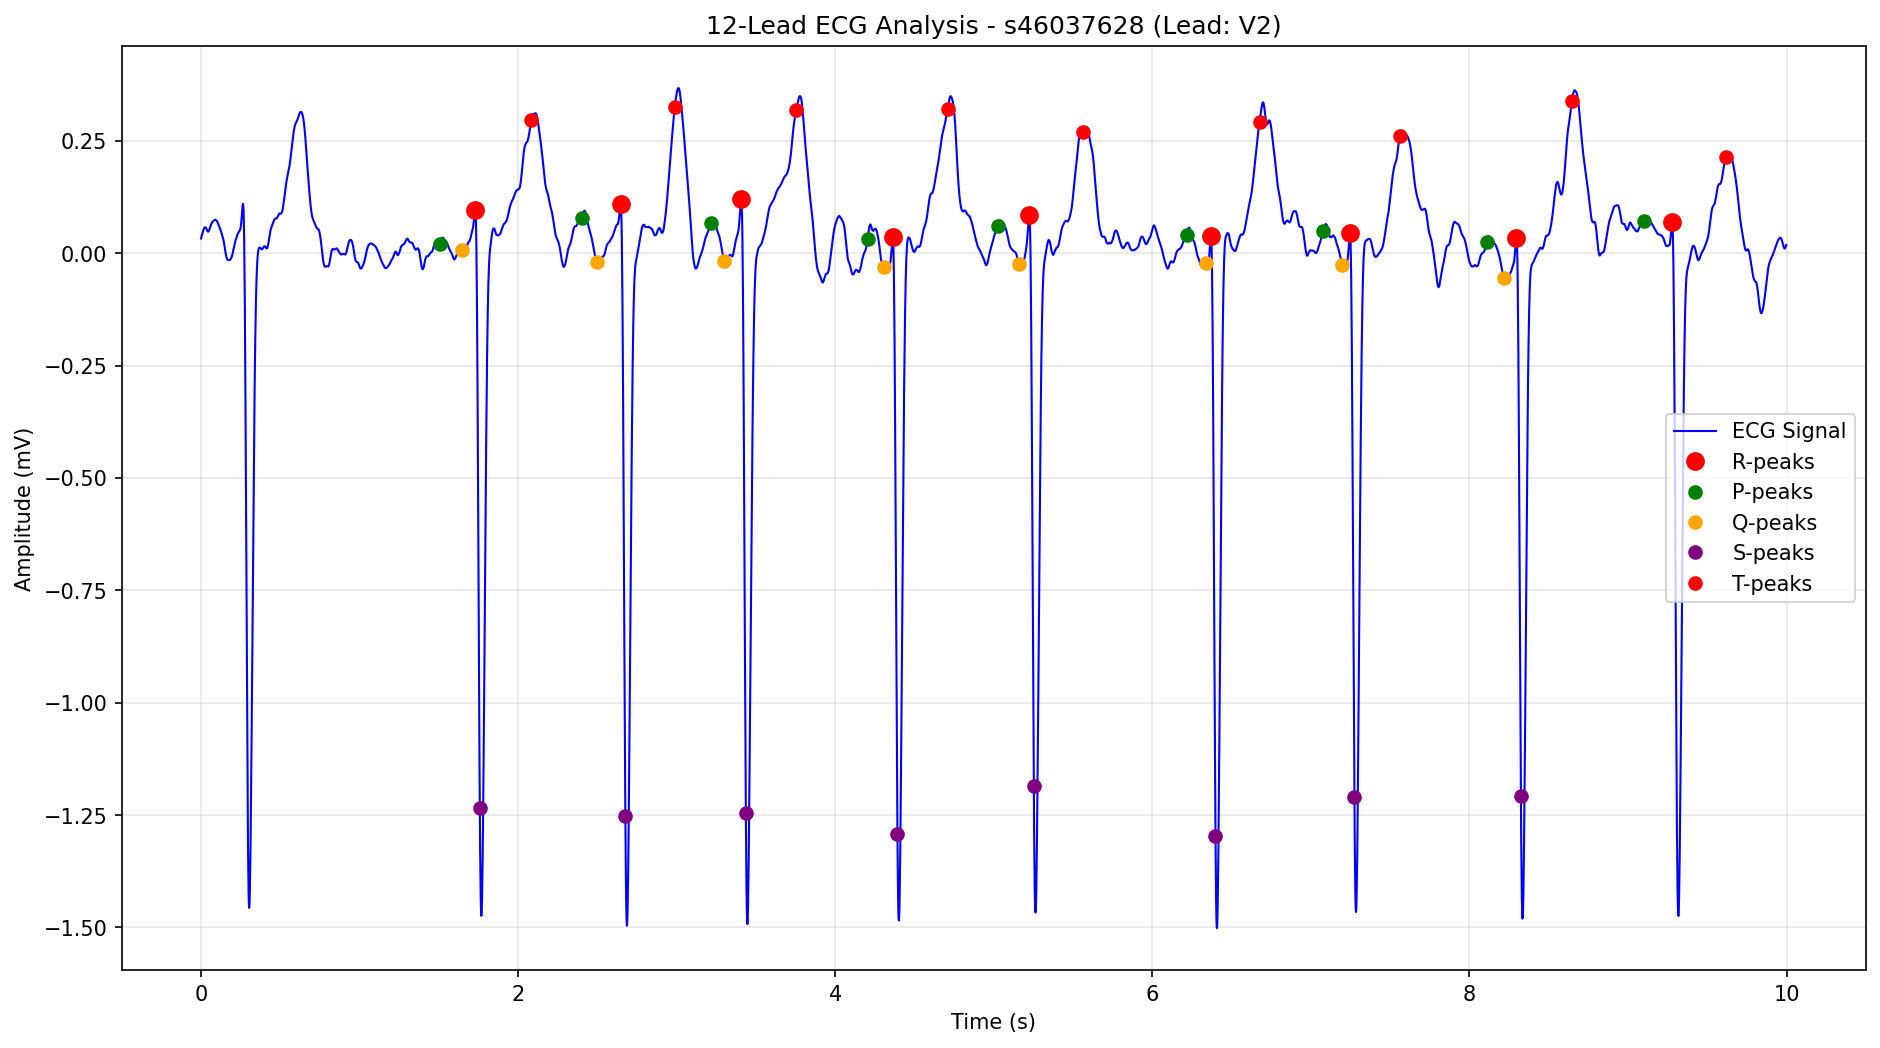 12-Lead ECG Analysis - s46037628 (Lead: V2)
0.25
0.00
−0.25
−0.50
−0.75
−1.00
−1.25
−1.50
Amplitude (mV)
ECG Signal
R-peaks
P-peaks
Q-peaks
S-peaks
T-peaks
0
2
4
6
8
10
Time (s)